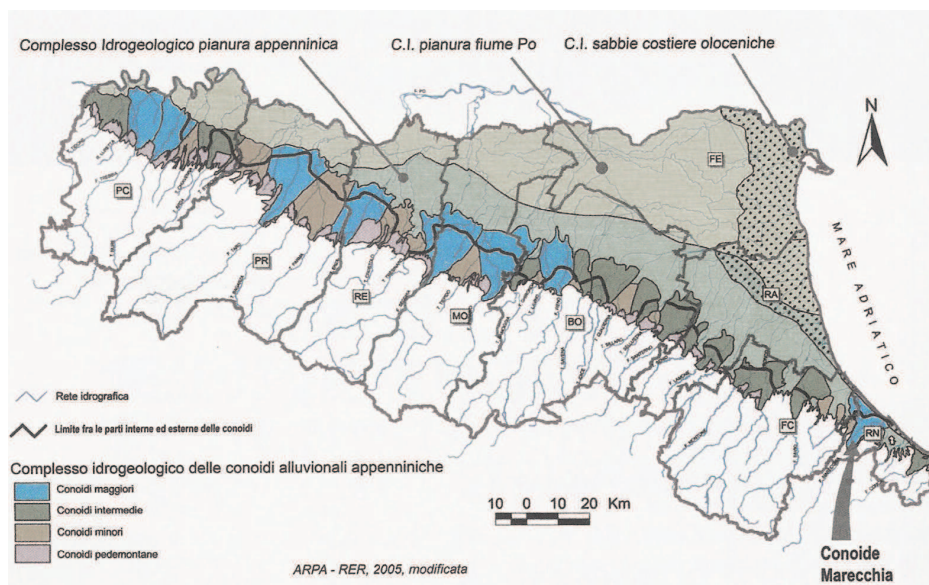 Complesso Idrogeologico pianura appenninica
C.I. pianura fiume Po
C.I. sabbie costiere oloceniche
N
FE
PC
PR
RE
MO
BO
RA
FC
RN
MARE ADRIATICO
Rete idrografica
Limite fra le parti interne ed esterne delle conoidi
Complesso idrogeologico delle conoidi alluvionali appenniniche
Conoidi maggiori
Conoidi intermedie
Conoidi minori
Conoidi pedemontane
10 0 10 20 Km
ARPA - RER, 2005, modificata
Conoide
Marecchia